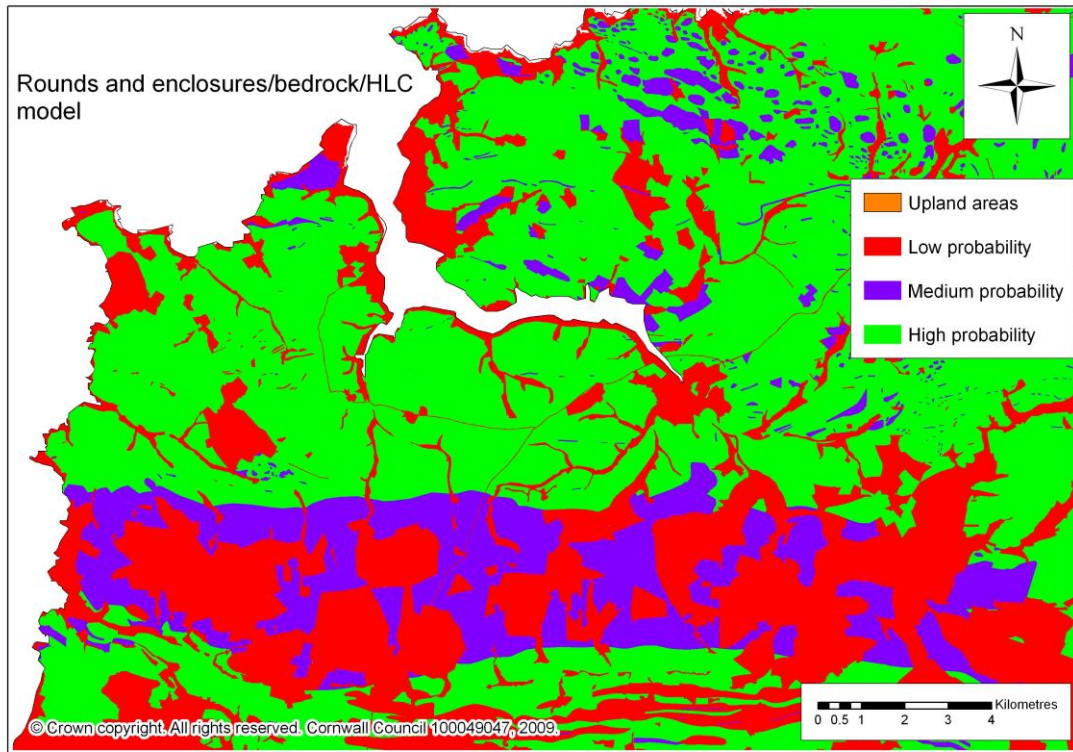 Rounds and enclosures/bedrock/HLC
model
N
Upland areas
Low probability
Medium probability
High probability
Kilometres
0 0.5 1 2 3 4
© Crown copyright. All rights reserved. Cornwall Council 100049047, 2009.